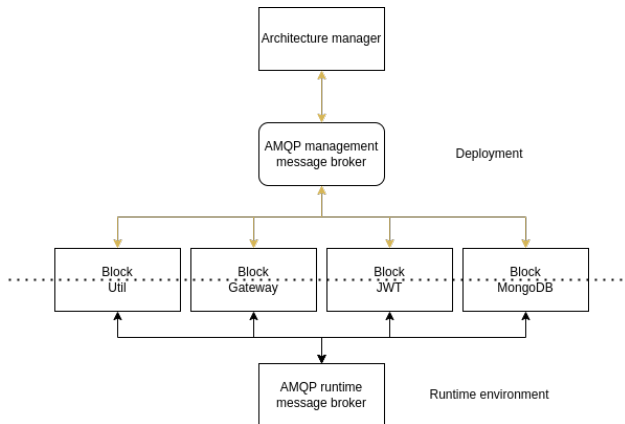 Architecture manager
AMQP management
message broker
Deployment
Block
Util
Block
Gateway
Block
JWT
Block
MongoDB
AMQP runtime
message broker
Runtime environment